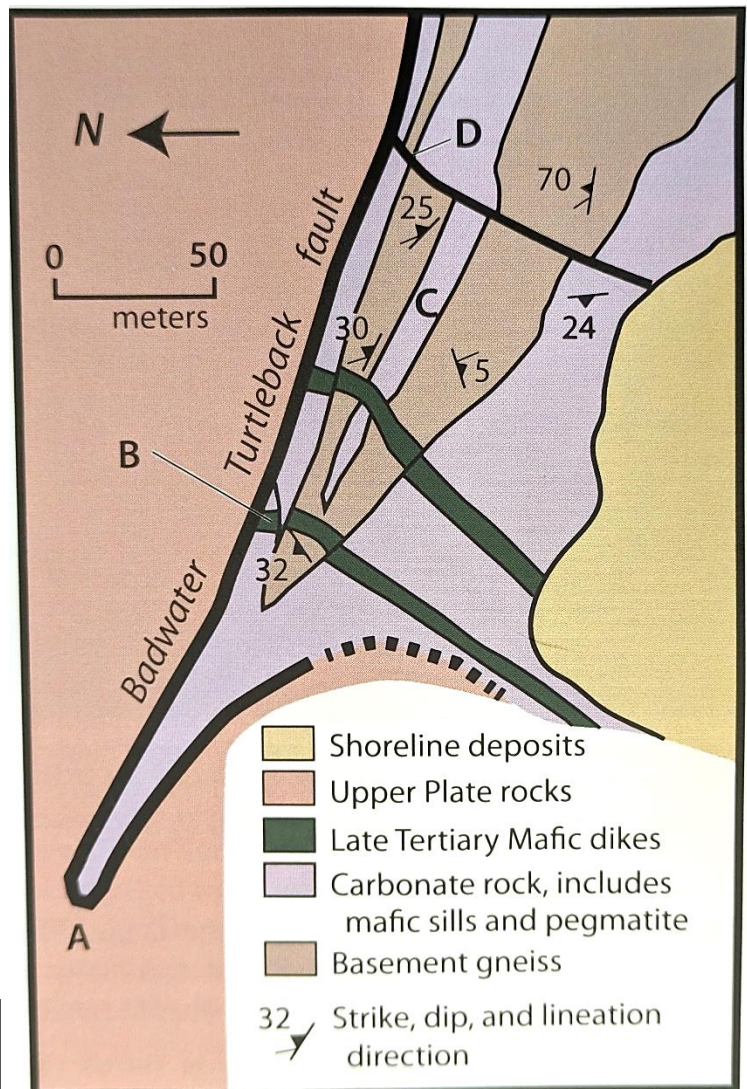 N
D
70
25
0 50
meters
C
24
30
5
Badwater Turtleback fault
B
32
Shoreline deposits
Upper Plate rocks
Late Tertiary Mafic dikes
Carbonate rock, includes
mafic sills and pegmatite
A
Basement gneiss
32 Strike, dip, and lineation
direction